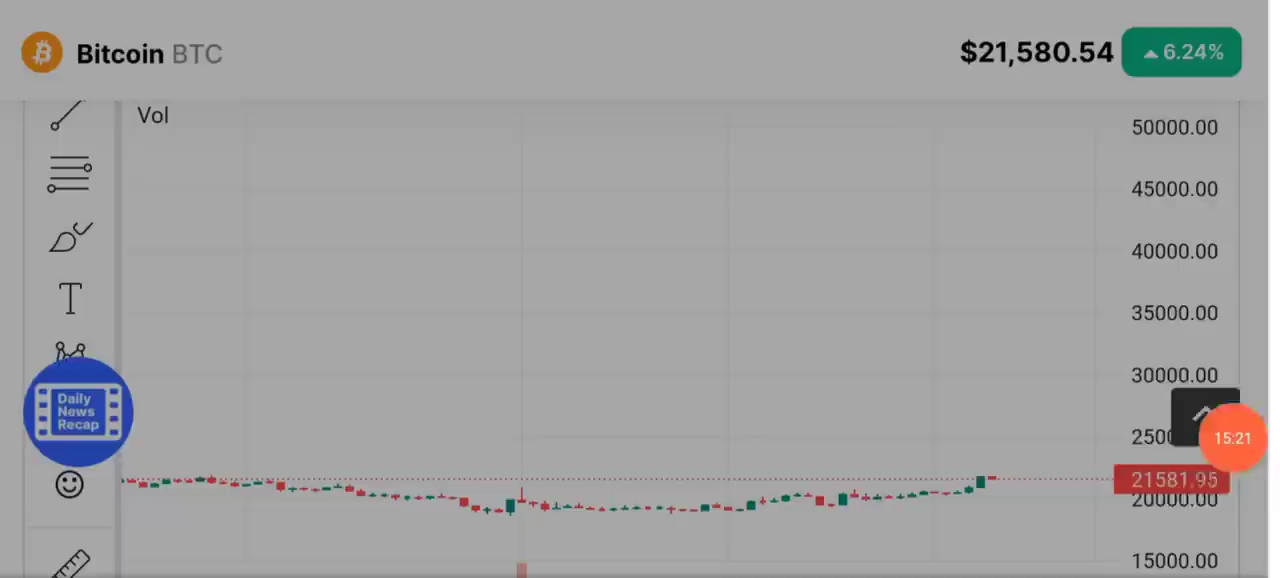 Bitcoin BTC
$21,580.54
6.24%
Vol
50000.00
45000.00
40000.00
35000.00
30000.00
Daily
News
Recap
15:21
21581.95
20000.00
15000.00